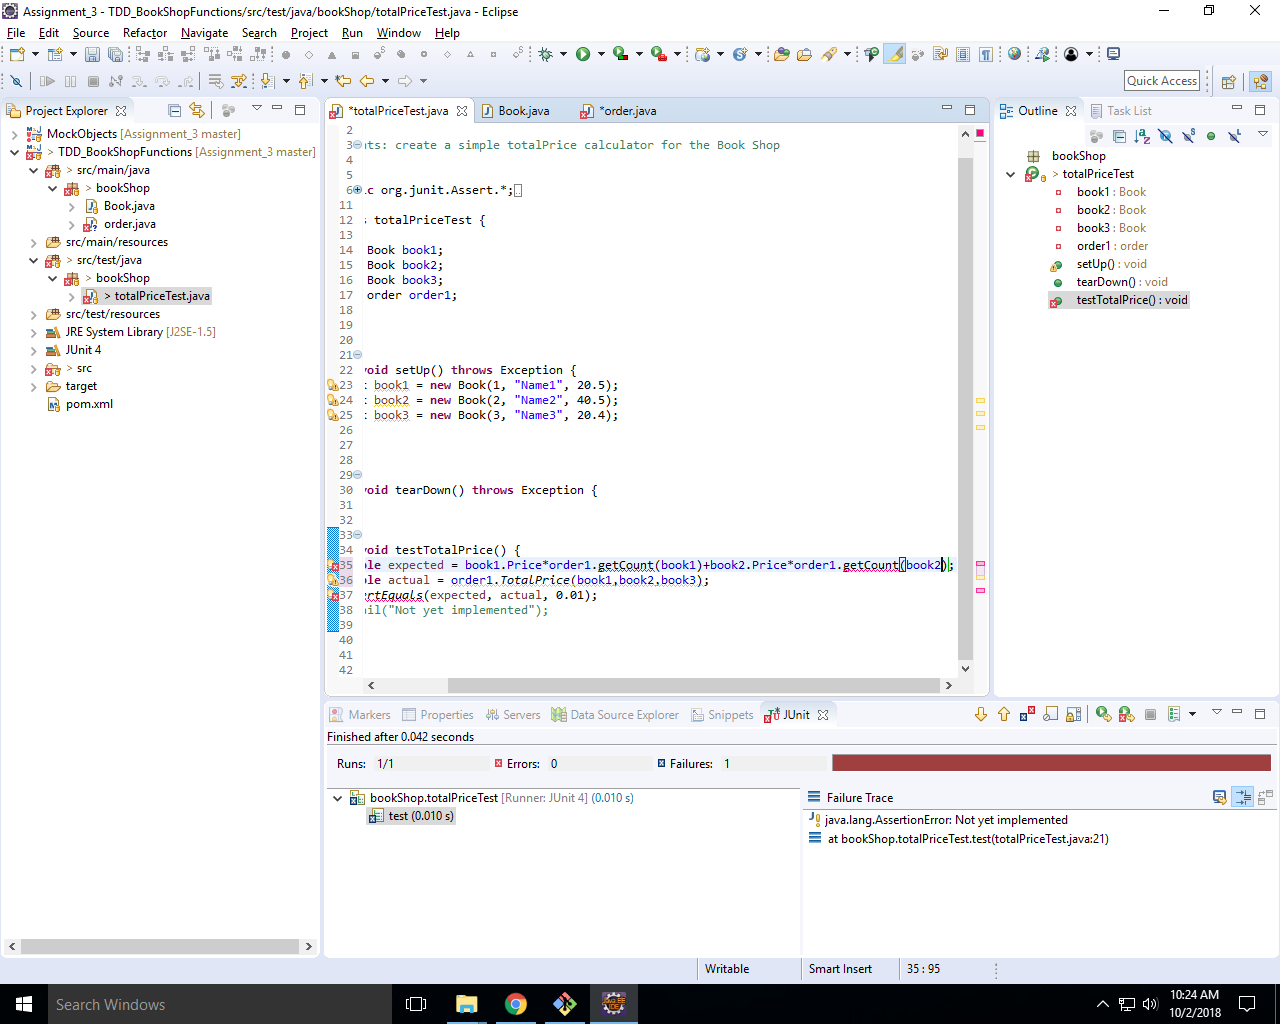 Assignment_3 - TDD_BookShopFunctions/src/test/java/bookShop/totalPriceTest.java - Eclipse
File Edit Source Refactor Navigate Search Project Run Window Help
Quick Access
Project Explorer
MockObjects [Assignment_3 master]
> TDD_BookShopFunctions [Assignment_3 master]
> src/main/java
> bookShop
Book.java
order.java
src/main/resources
> src/test/java
> bookShop
> totalPriceTest.java
src/test/resources
JRE System Library [J2SE-1.5]
JUnit 4
> src
target
pom.xml
*totalPriceTest.java Book.java *order.java
2
3 nts: create a simple totalPrice calculator for the Book Shop
4
5
6 c org.junit.Assert.*;
11
12 s totalPriceTest {
13
14 Book book1;
15 Book book2;
16 Book book3;
17 order order1;
18
19
20
21
22 void setUp() throws Exception {
23 : book1 = new Book(1, "Name1", 20.5);
24 : book2 = new Book(2, "Name2", 40.5);
25 : book3 = new Book(3, "Name3", 20.4);
26
27
28
29
30 void tearDown() throws Exception {
31
32
33
34 void testTotalPrice() {
35 ble expected = book1.Price*order1.getCount(book1)+book2.Price*order1.getCount(book2);
36 ble actual = order1.TotalPrice(book1,book2,book3);
37 ertEquals(expected, actual, 0.01);
38 ail("Not yet implemented");
39
40
41
42
Outline Task List
bookShop
> totalPriceTest
book1 : Book
book2 : Book
book3 : Book
order1 : order
setUp() : void
tearDown() : void
testTotalPrice() : void
Markers Properties Servers Data Source Explorer Snippets JUnit
Finished after 0.042 seconds
Runs: 1/1 Errors: 0 Failures: 1
bookShop.totalPriceTest [Runner: JUnit 4] (0.010 s)
test (0.010 s)
Failure Trace
java.lang.AssertionError: Not yet implemented
at bookShop.totalPriceTest.test(totalPriceTest.java:21)
Writable Smart Insert 35 : 95
Search Windows
10:24 AM
10/2/2018